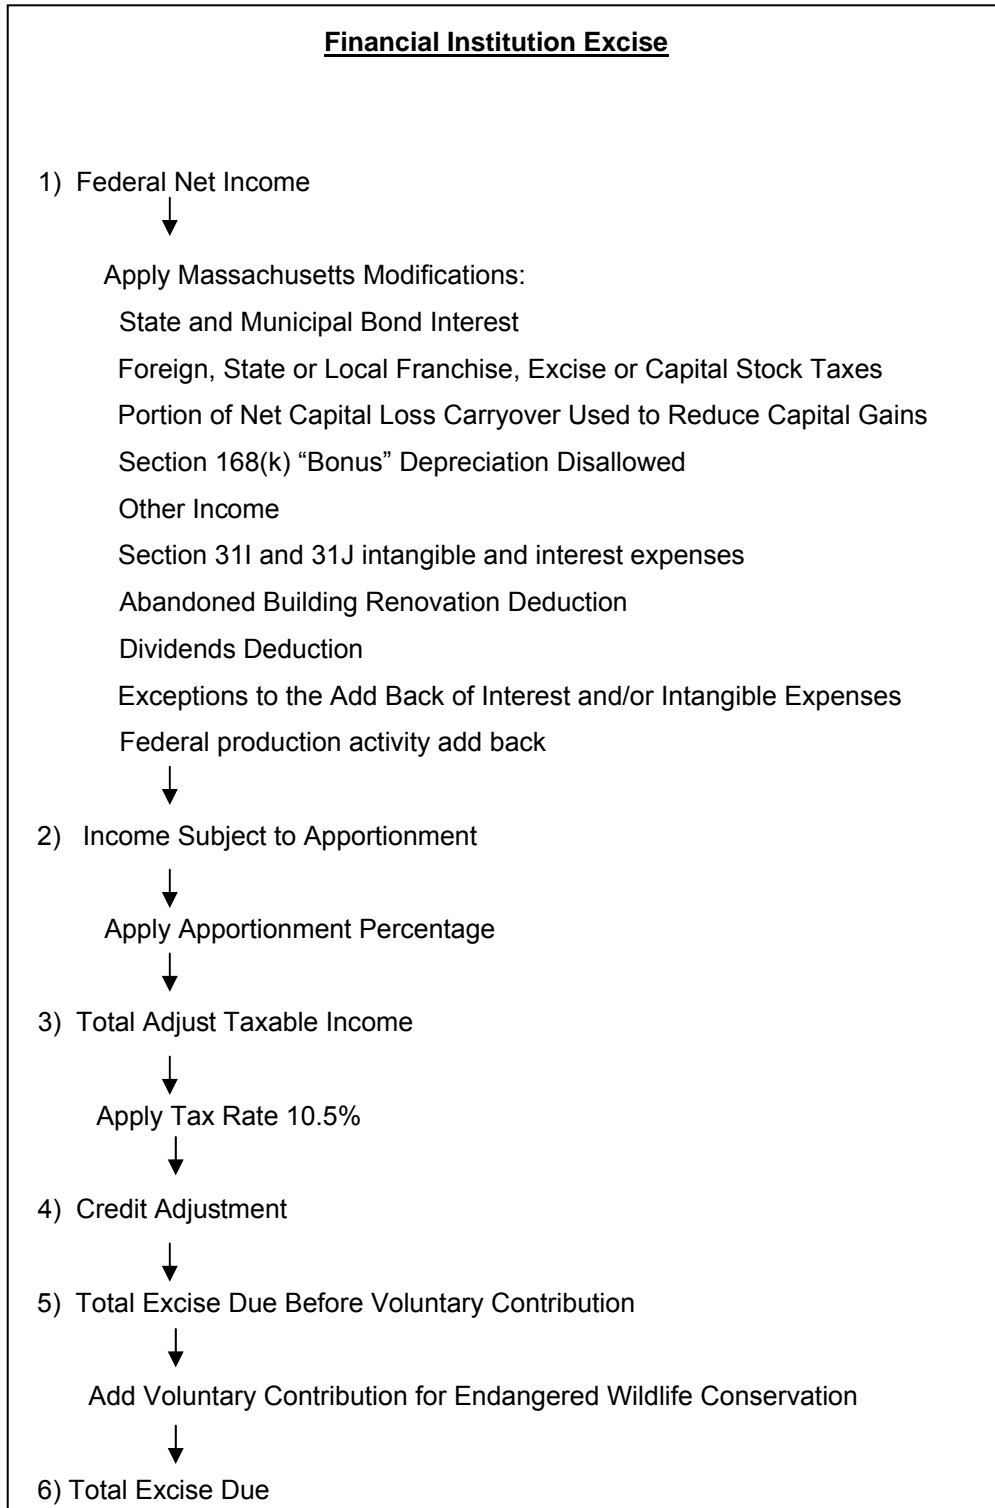 Financial Institution Excise
1) Federal Net Income
Apply Massachusetts Modifications:
State and Municipal Bond Interest
Foreign, State or Local Franchise, Excise or Capital Stock Taxes
Portion of Net Capital Loss Carryover Used to Reduce Capital Gains
Section 168(k) “Bonus” Depreciation Disallowed
Other Income
Section 31I and 31J intangible and interest expenses
Abandoned Building Renovation Deduction
Dividends Deduction
Exceptions to the Add Back of Interest and/or Intangible Expenses
Federal production activity add back
2) Income Subject to Apportionment
Apply Apportionment Percentage
3) Total Adjust Taxable Income
Apply Tax Rate 10.5%
4) Credit Adjustment
5) Total Excise Due Before Voluntary Contribution
Add Voluntary Contribution for Endangered Wildlife Conservation
6) Total Excise Due